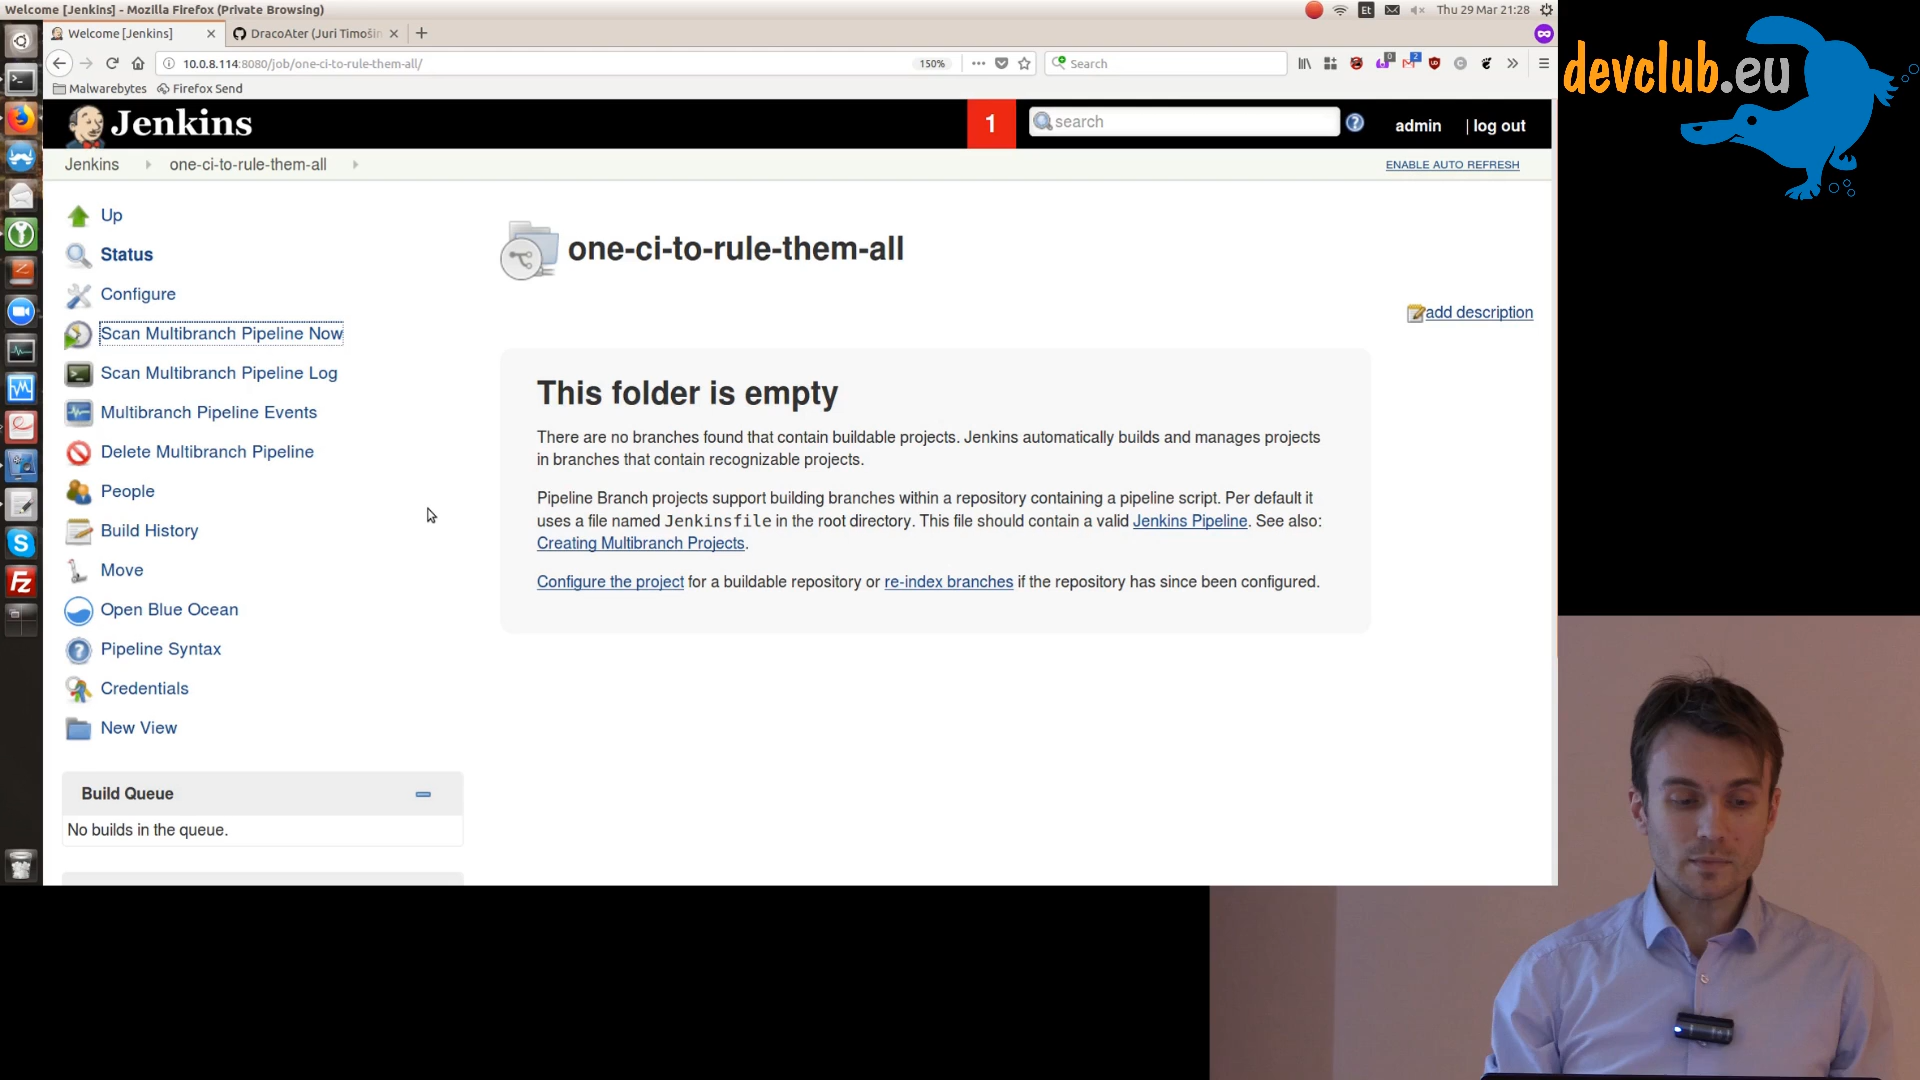 Welcome [Jenkins] - Mozilla Firefox (Private Browsing)
Et
Thu 29 Mar 21:28
Welcome [Jenkins]
DracoAter (Juri Timošin
10.0.8.114:8080/job/one-ci-to-rule-them-all/
150%
Search
Malwarebytes
Firefox Send
devclub.eu
Jenkins
1
search
admin
| log out
Jenkins
one-ci-to-rule-them-all
ENABLE AUTO REFRESH
Up
Status
Configure
Scan Multibranch Pipeline Now
Scan Multibranch Pipeline Log
Multibranch Pipeline Events
Delete Multibranch Pipeline
People
Build History
Move
Open Blue Ocean
Pipeline Syntax
Credentials
New View
Build Queue
No builds in the queue.
one-ci-to-rule-them-all
add description
This folder is empty
There are no branches found that contain buildable projects. Jenkins automatically builds and manages projects
in branches that contain recognizable projects.
Pipeline Branch projects support building branches within a repository containing a pipeline script. Per default it
uses a file named Jenkinsfile in the root directory. This file should contain a valid Jenkins Pipeline. See also:
Creating Multibranch Projects.
Configure the project for a buildable repository or re-index branches if the repository has since been configured.